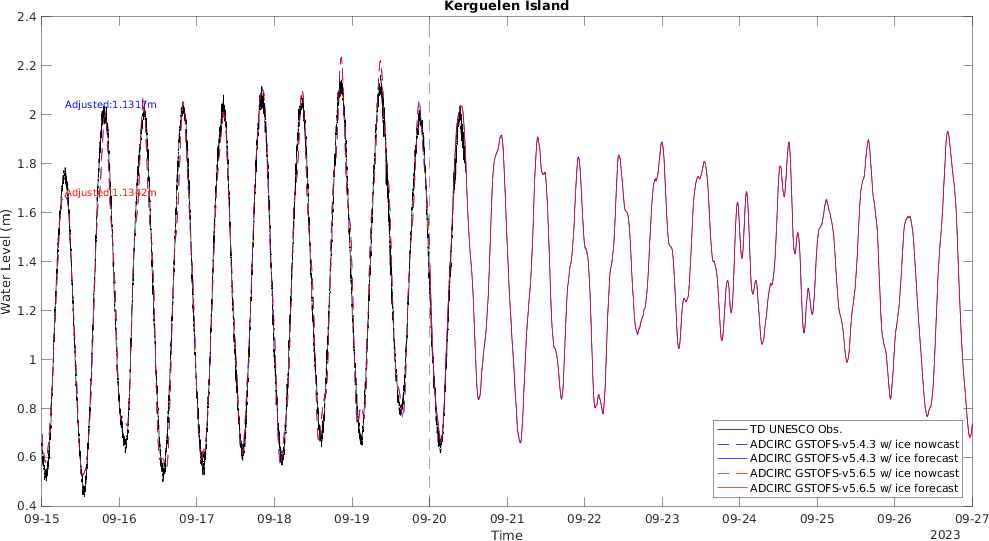 Kerguelen Island
2.4
2.2
2
1.8
1.6
1.4
1.2
1
0.8
0.6
0.4
Water Level (m)
Adjusted:1.1317m
Adjusted:1.1342m
TD UNESCO Obs.
ADCIRC GSTOFS-v5.4.3 w/ ice nowcast
ADCIRC GSTOFS-v5.4.3 w/ ice forecast
ADCIRC GSTOFS-v5.6.5 w/ ice nowcast
ADCIRC GSTOFS-v5.6.5 w/ ice forecast
09-15 09-16 09-17 09-18 09-19 09-20 09-21 09-22 09-23 09-24 09-25 09-26 09-27
Time
2023